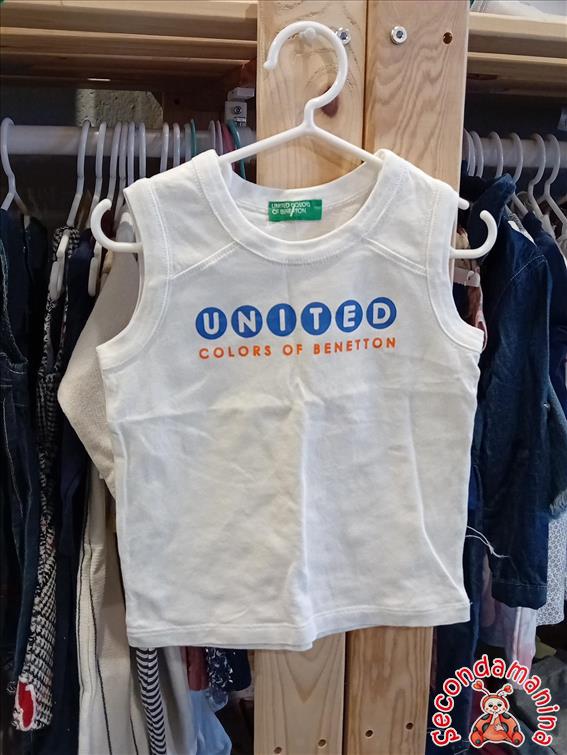 UNITED COLORS
OF BENETTON
UNITED
COLORS OF BENETTON
Secondamanina